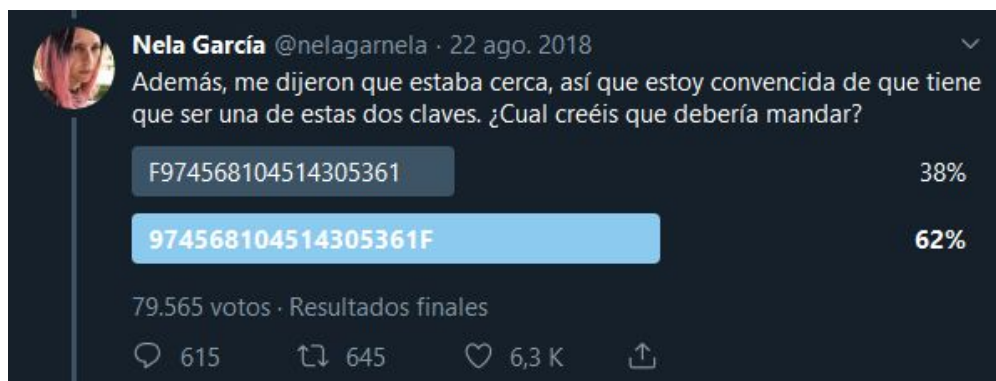 Nela García @nelagarnela · 22 ago. 2018
Además, me dijeron que estaba cerca, así que estoy convencida de que tiene
que ser una de estas dos claves. ¿Cual creéis que debería mandar?
F974568104514305361 38%
974568104514305361F 62%
79.565 votos · Resultados finales
615 645 6,3 K